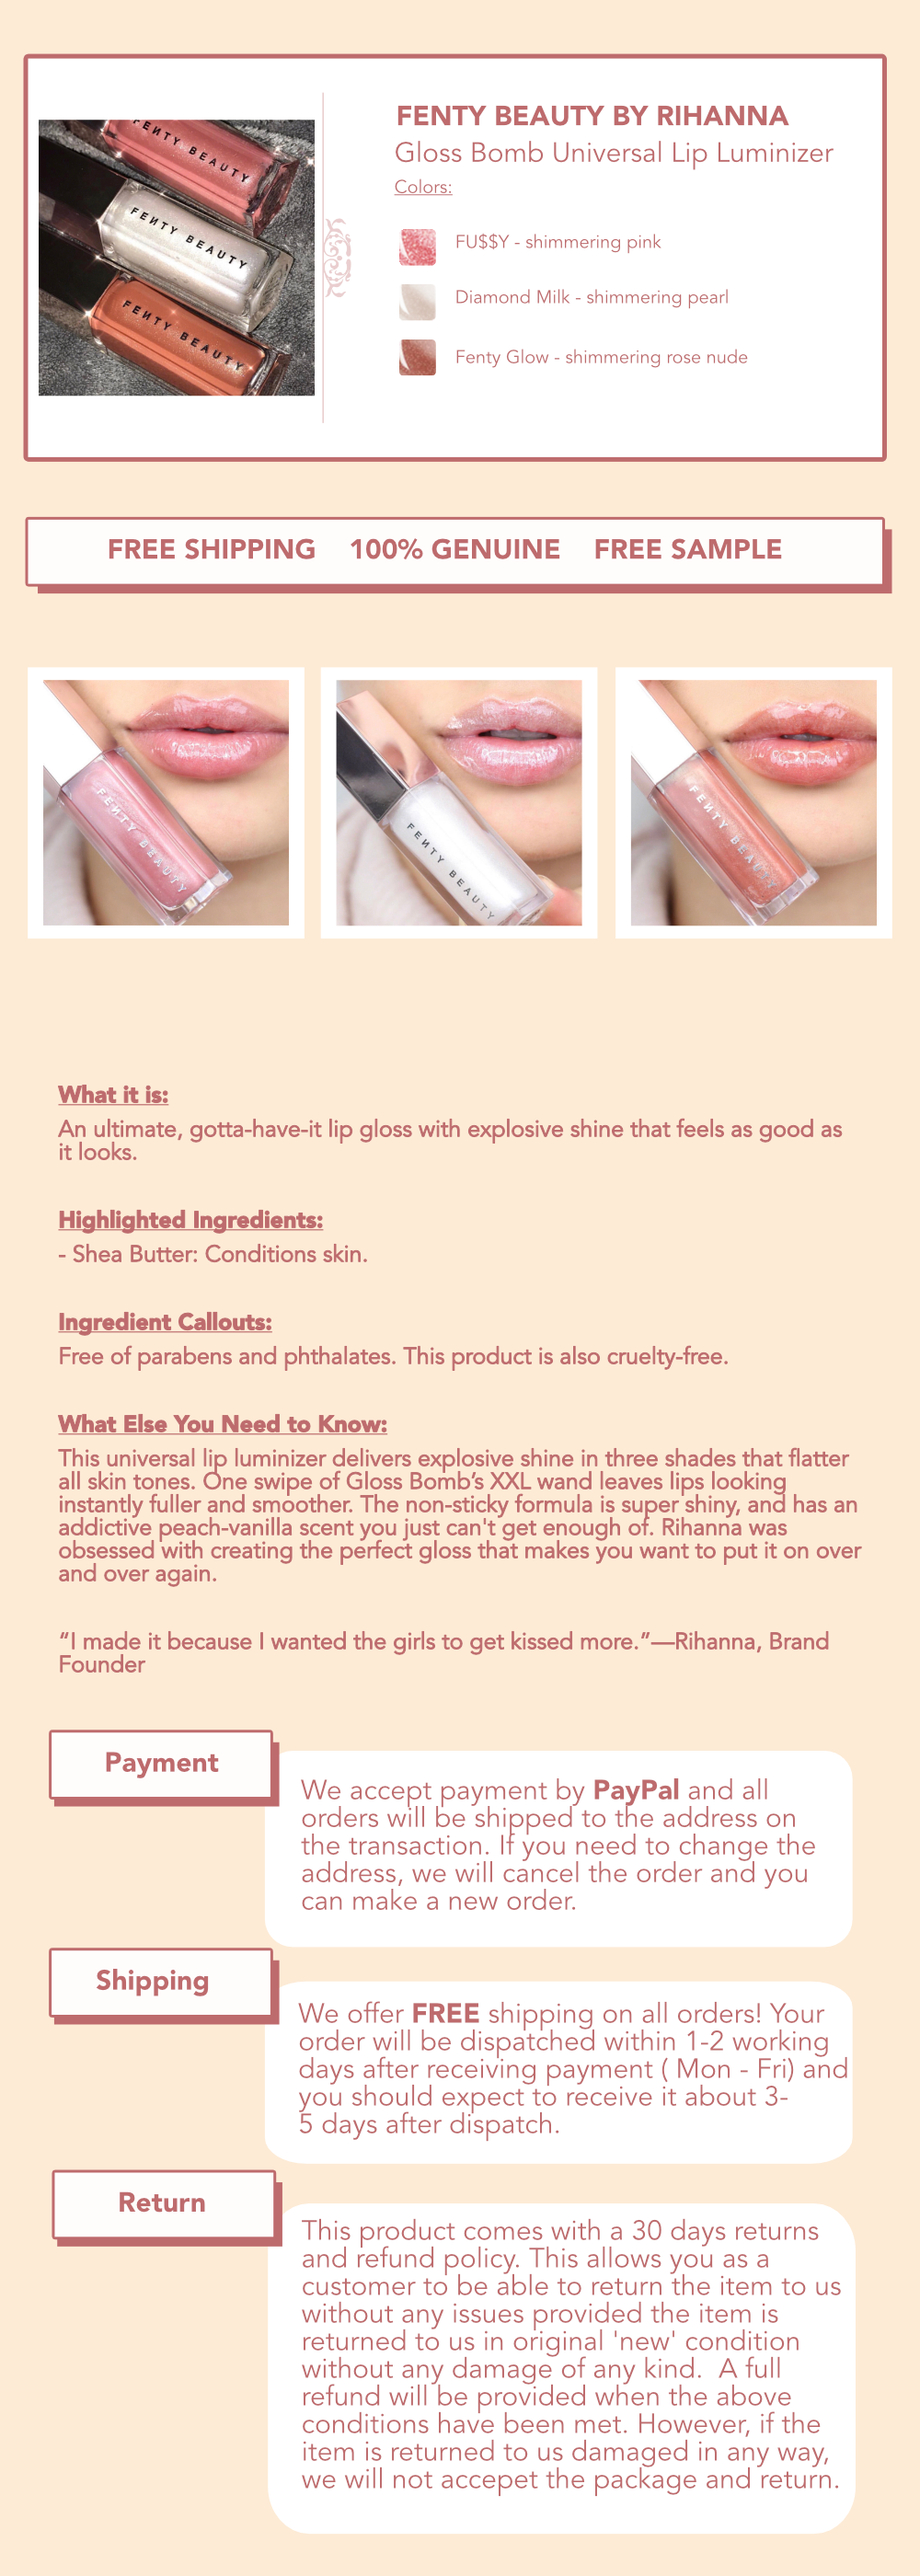 FENTY BEAUTY
FENTY BEAUTY
FENTY BEAUTY
FENTY BEAUTY BY RIHANNA
Gloss Bomb Universal Lip Luminizer
Colors:
FU$$Y - shimmering pink
Diamond Milk - shimmering pearl
Fenty Glow - shimmering rose nude
FREE SHIPPING 100% GENUINE FREE SAMPLE
FENTY BEAUTY
FENTY BEAUTY
FENTY BEAUTY
What it is:
An ultimate, gotta-have-it lip gloss with explosive shine that feels as good as
it looks.
Highlighted Ingredients:
- Shea Butter: Conditions skin.
Ingredient Callouts:
Free of parabens and phthalates. This product is also cruelty-free.
What Else You Need to Know:
This universal lip luminizer delivers explosive shine in three shades that flatter
all skin tones. One swipe of Gloss Bomb’s XXL wand leaves lips looking
instantly fuller and smoother. The non-sticky formula is super shiny, and has an
addictive peach-vanilla scent you just can't get enough of. Rihanna was
obsessed with creating the perfect gloss that makes you want to put it on over
and over again.
“I made it because I wanted the girls to get kissed more.”—Rihanna, Brand
Founder
Payment
We accept payment by PayPal and all
orders will be shipped to the address on
the transaction. If you need to change the
address, we will cancel the order and you
can make a new order.
Shipping
We offer FREE shipping on all orders! Your
order will be dispatched within 1-2 working
days after receiving payment ( Mon - Fri) and
you should expect to receive it about 3-
5 days after dispatch.
Return
This product comes with a 30 days returns
and refund policy. This allows you as a
customer to be able to return the item to us
without any issues provided the item is
returned to us in original 'new' condition
without any damage of any kind.  A full
refund will be provided when the above
conditions have been met. However, if the
item is returned to us damaged in any way,
we will not accepet the package and return.